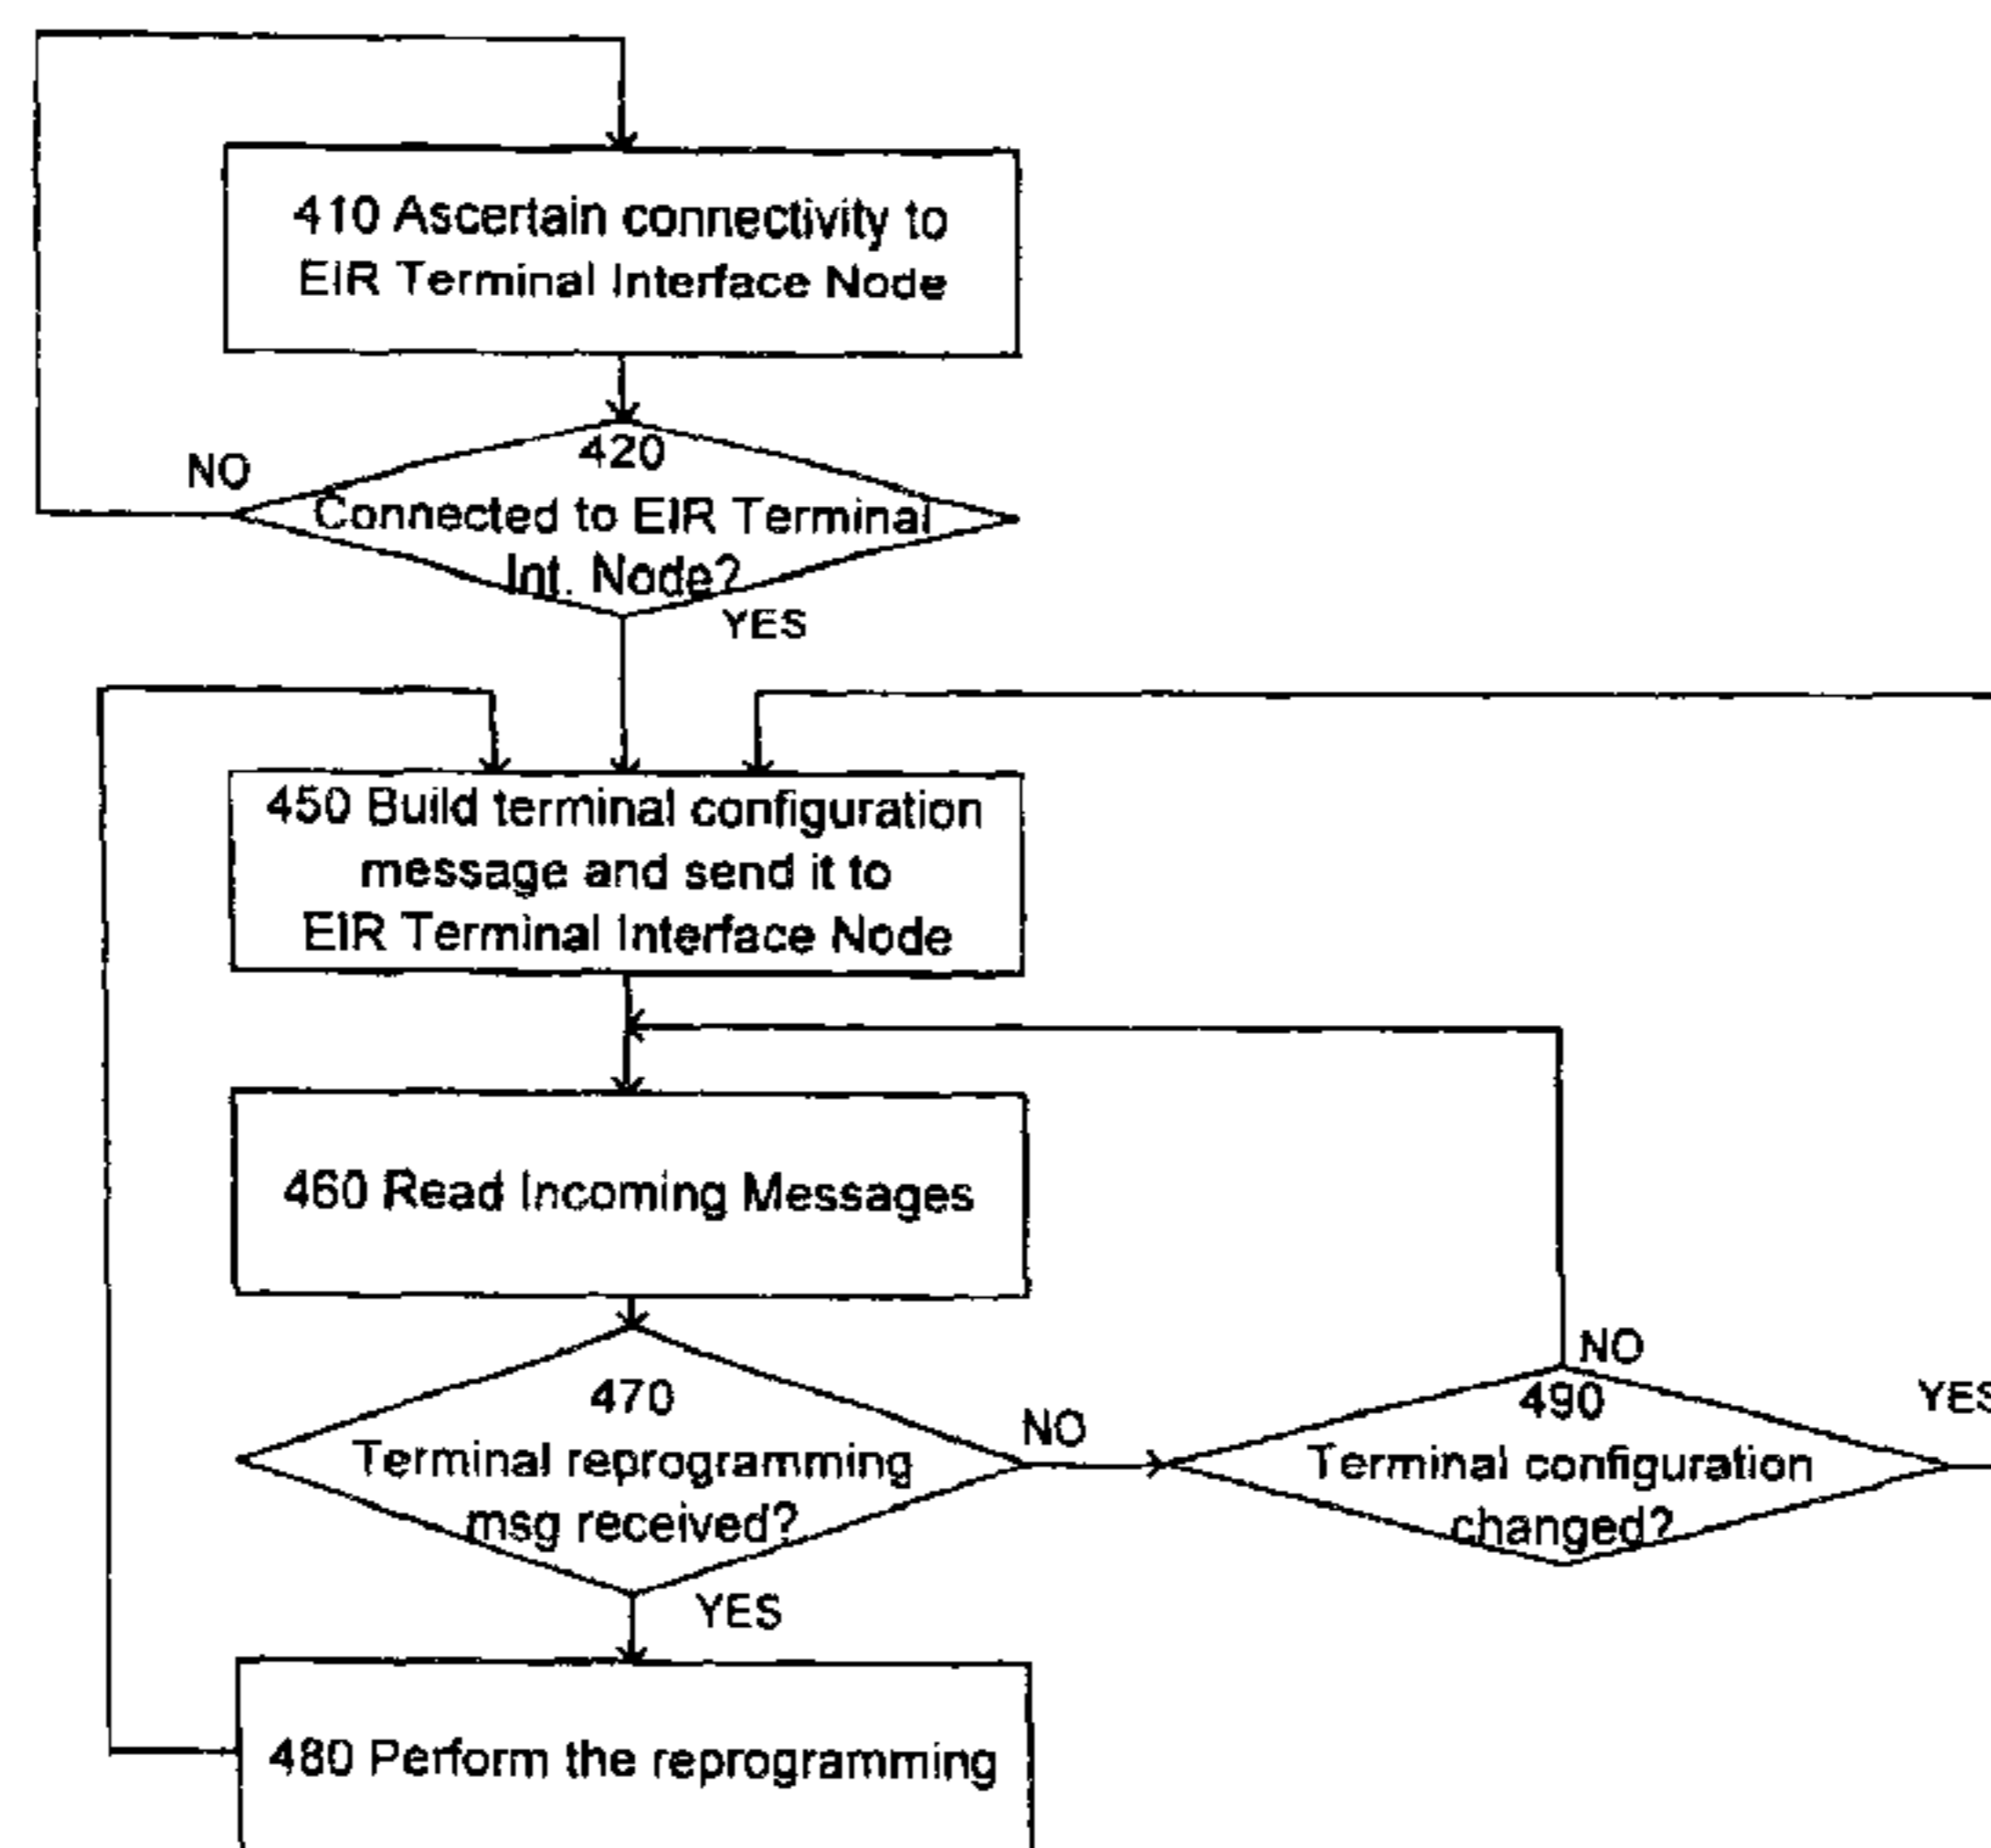 410 Ascertain connectivity to
EIR Terminal Interface Node
420
NO
Connected to EIR Terminal
Int. Node?
YES
450 Build terminal configuration
message and send it to
EIR Terminal Interface Node
460 Read Incoming Messages
470
Terminal reprogramming
msg received?
NO
YES
NO
490
YES
Terminal configuration
changed?
480 Perform the reprogramming